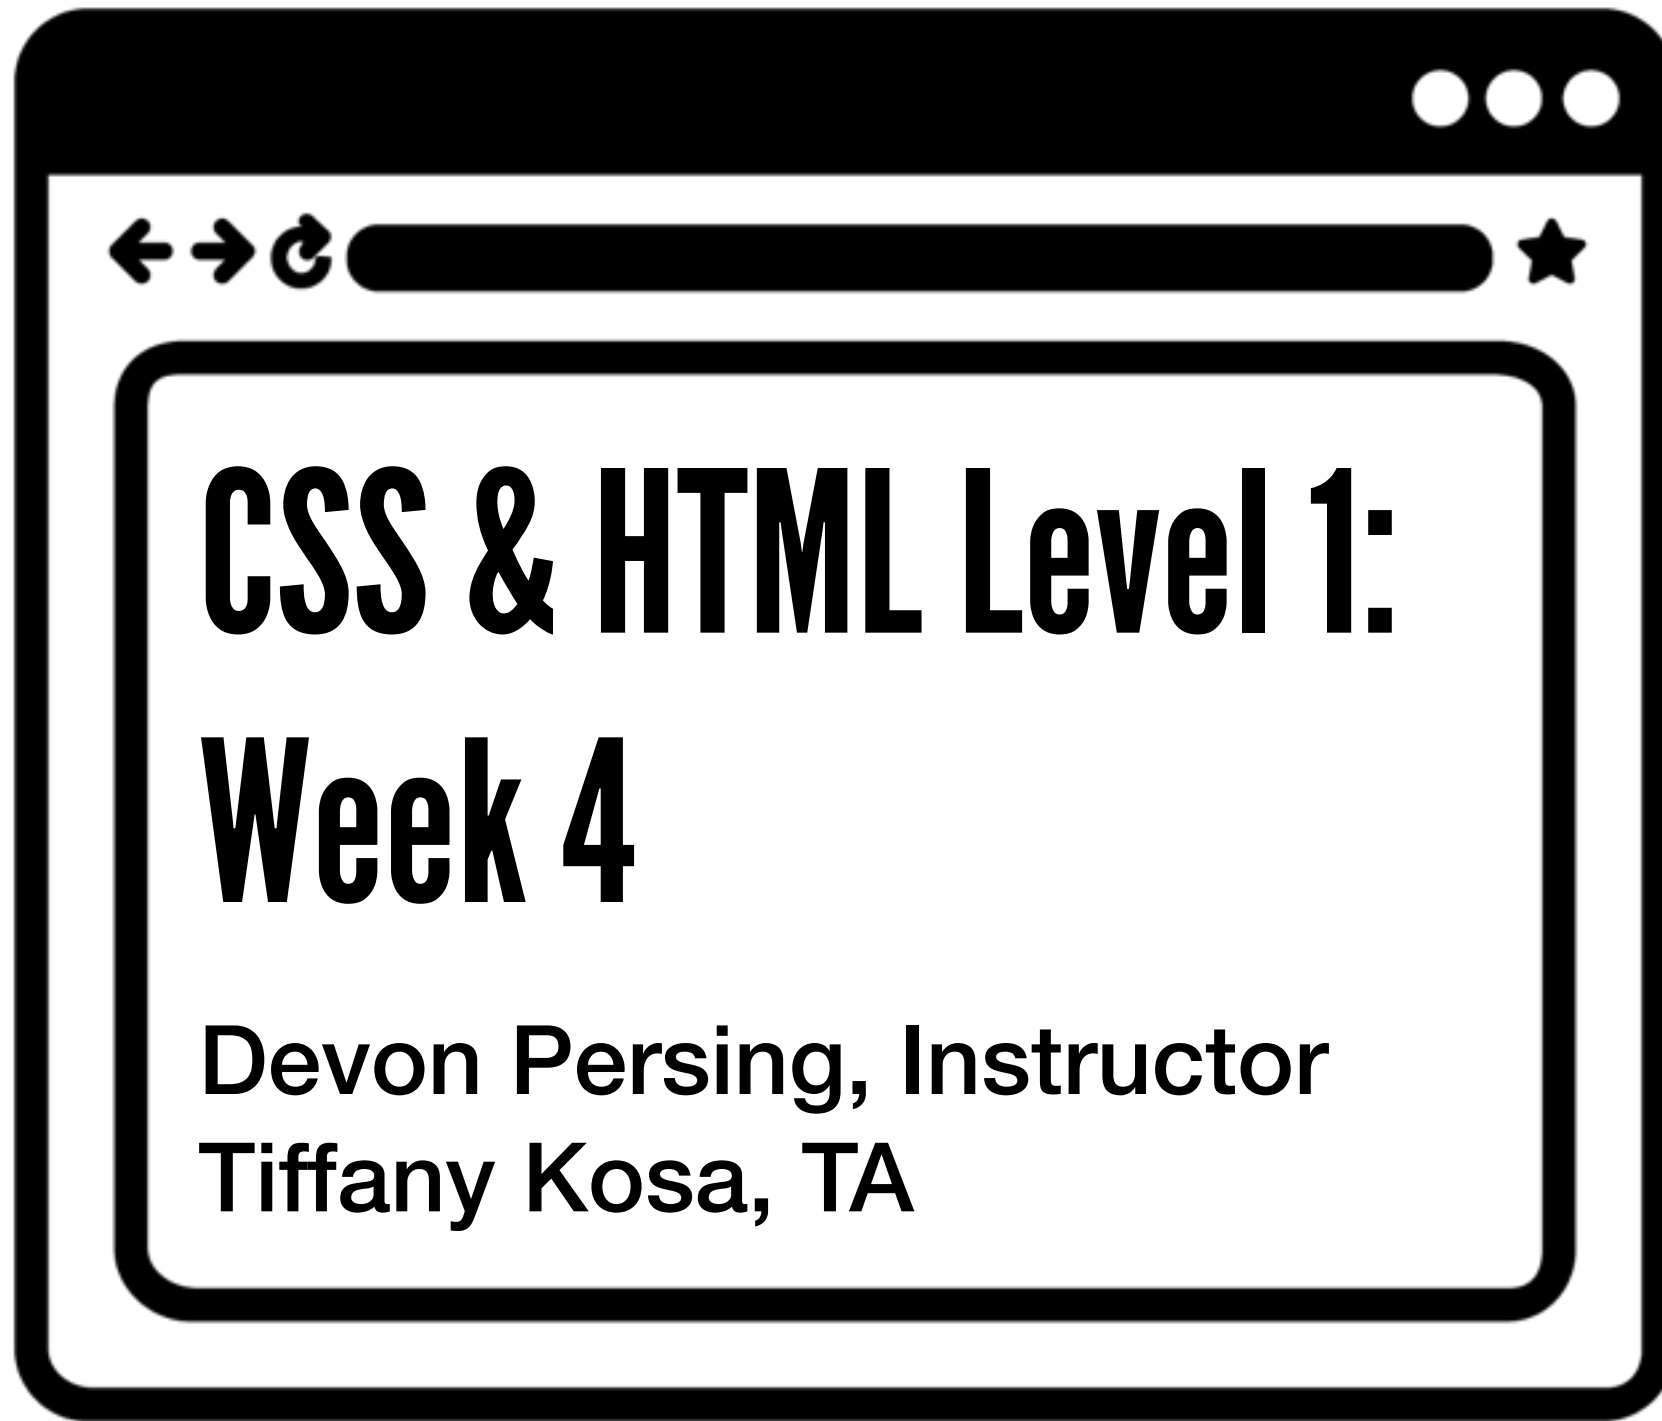 CSS & HTML Level 1:
Week 4
Devon Persing, Instructor
Tiffany Kosa, TA